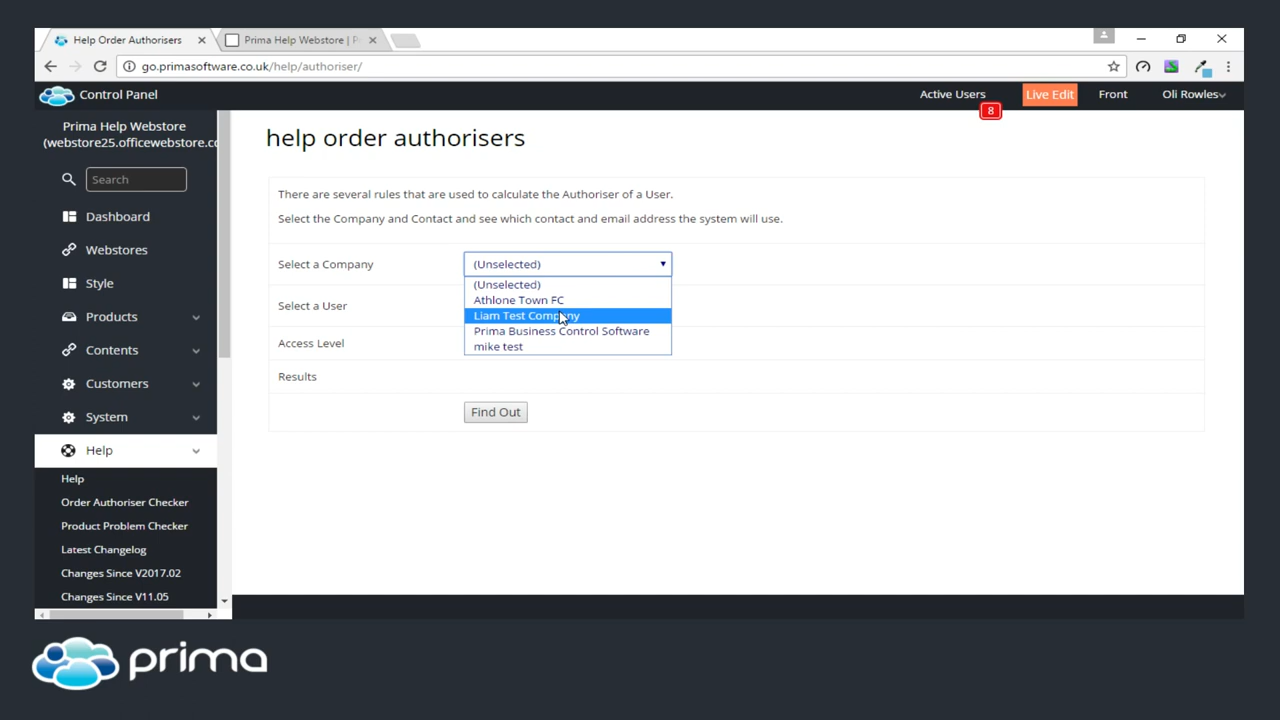 Help Order Authorisers
Prima Help Webstore | P
go.primasoftware.co.uk/help/authoriser/
Control Panel
Active Users
8
Live Edit
Front
Oli Rowles
Prima Help Webstore
(webstore25.officewebstore.co
Search
Dashboard
Webstores
Style
Products
Contents
Customers
System
Help
Help
Order Authoriser Checker
Product Problem Checker
Latest Changelog
Changes Since V2017.02
Changes Since V11.05
help order authorisers
There are several rules that are used to calculate the Authoriser of a User.
Select the Company and Contact and see which contact and email address the system will use.
Select a Company
(Unselected)
(Unselected)
Athlone Town FC
Liam Test Company
Prima Business Control Software
mike test
Select a User
Access Level
Results
Find Out
prima